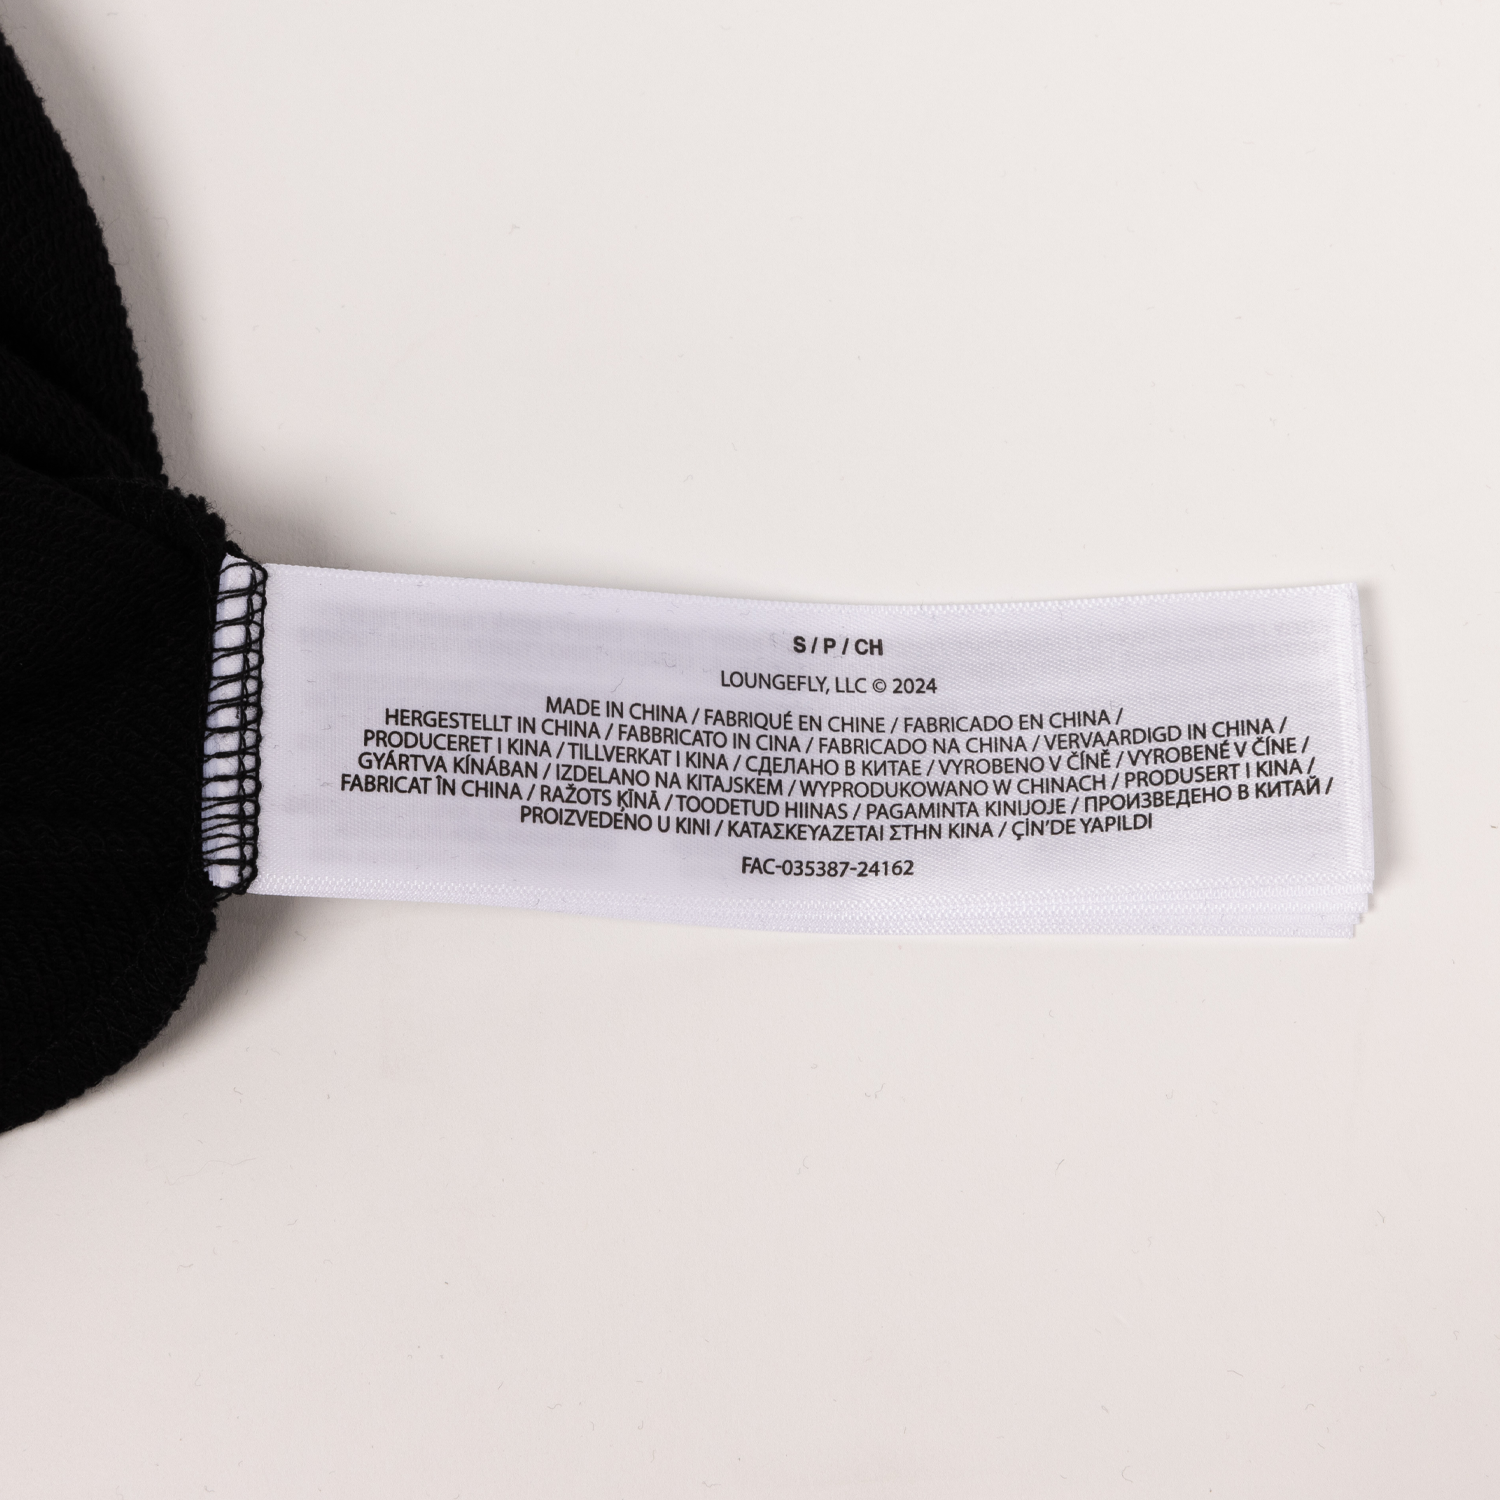 S / P / CH
LOUNGEFLY, LLC © 2024
MADE IN CHINA / FABRIQUÉ EN CHINE / FABRICADO EN CHINA /
HERGESTELLT IN CHINA / FABBRICATO IN CINA / FABRICADO NA CHINA / VERVAARDIGD IN CHINA /
PRODUCERET I KINA / TILLVERKAT I KINA / СДЕЛАНО В КИТАЕ / VYROBENO V ČÍNĚ / VYROBENÉ V ČÍNE /
GYÁRTVA KÍNÁBAN / IZDELANO NA KITAJSKEM / WYPRODUKOWANO W CHINACH / PRODUSERT I KINA /
FABRICAT ÎN CHINA / RAŽOTS ĶĪNĀ / TOODETUD HIINAS / PAGAMINTA KINIJOJE / ПРОИЗВЕДЕНО В КИТАЙ /
PROIZVEDENO U KINI / ΚΑΤΑΣΚΕΥΑΖΕΤΑΙ ΣΤΗΝ ΚΙΝΑ / ÇİN'DE YAPILDI
FAC-035387-24162